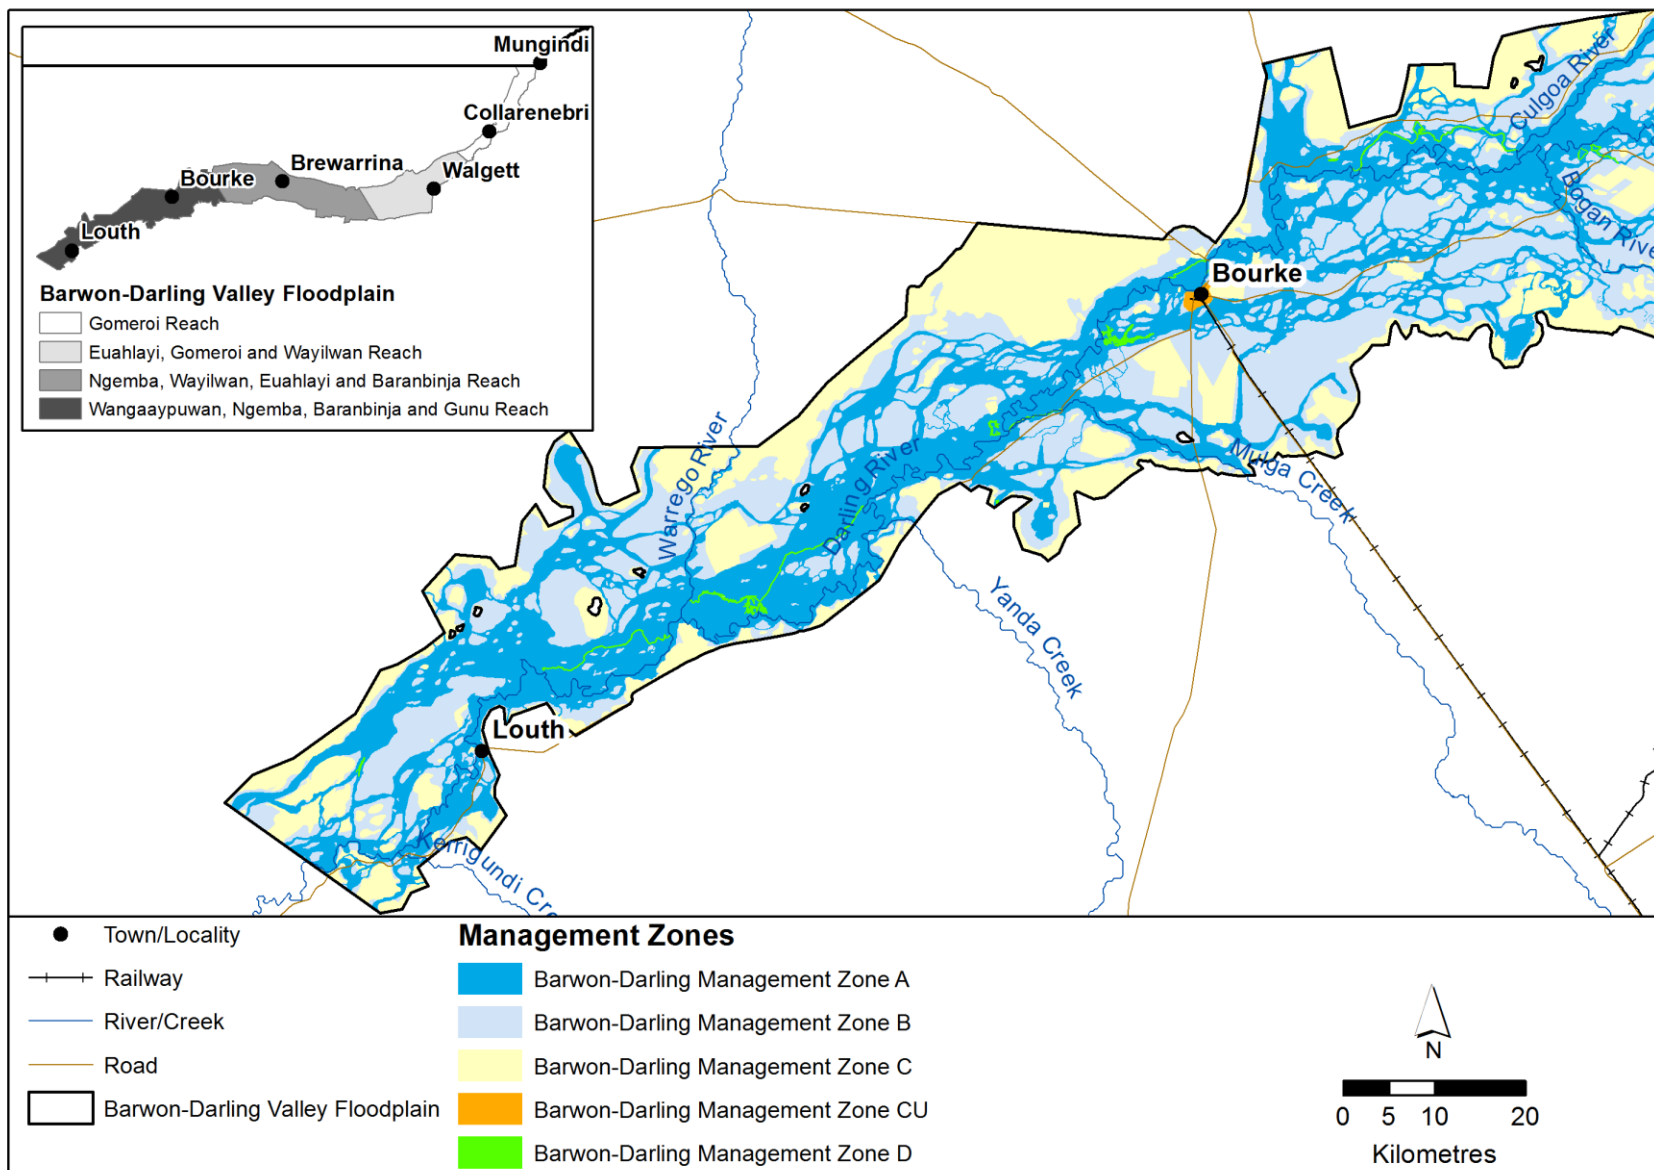 Mungindi
Collarenebri
Brewarrina
Walgett
Bourke
Louth
Barwon-Darling Valley Floodplain
Gomeroi Reach
Euahlayi, Gomeroi and Wayilwan Reach
Ngemba, Wayilwan, Euahlayi and Baranbinja Reach
Wangaaypuwan, Ngemba, Baranbinja and Gunu Reach
Culgoa River
Bogan River
Bourke
Warrego River
Darling River
Mulga Creek
Yanda Creek
Louth
Kerrigundi Cre
Town/Locality
Railway
River/Creek
Road
Barwon-Darling Valley Floodplain
Management Zones
Barwon-Darling Management Zone A
Barwon-Darling Management Zone B
Barwon-Darling Management Zone C
Barwon-Darling Management Zone CU
Barwon-Darling Management Zone D
N
0 5 10 20
Kilometres